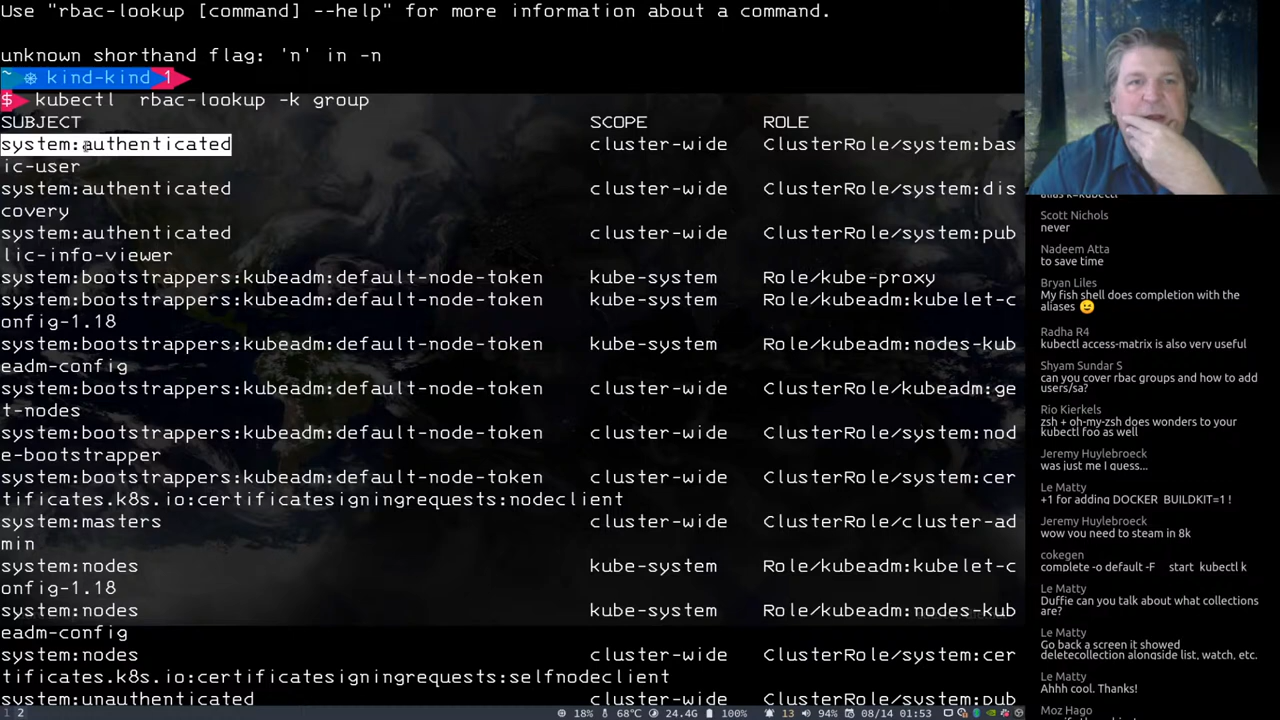 Use "rbac-lookup [command] --help" for more information about a command.
unknown shorthand flag: 'n' in -n
~ ☸ kind-kind 1
$ kubectl  rbac-lookup -k group
SUBJECT SCOPE ROLE
system:authenticated cluster-wide ClusterRole/system:bas
ic-user
system:authenticated cluster-wide ClusterRole/system:dis
covery
system:authenticated cluster-wide ClusterRole/system:pub
lic-info-viewer
system:bootstrappers:kubeadm:default-node-token kube-system Role/kube-proxy
system:bootstrappers:kubeadm:default-node-token kube-system Role/kubeadm:kubelet-c
onfig-1.18
system:bootstrappers:kubeadm:default-node-token kube-system Role/kubeadm:nodes-kub
eadm-config
system:bootstrappers:kubeadm:default-node-token cluster-wide ClusterRole/kubeadm:ge
t-nodes
system:bootstrappers:kubeadm:default-node-token cluster-wide ClusterRole/system:nod
e-bootstrapper
system:bootstrappers:kubeadm:default-node-token cluster-wide ClusterRole/system:cer
tificates.k8s.io:certificatesigningrequests:nodeclient
system:masters cluster-wide ClusterRole/cluster-ad
min
system:nodes kube-system Role/kubeadm:kubelet-c
onfig-1.18
system:nodes kube-system Role/kubeadm:nodes-kub
eadm-config
system:nodes cluster-wide ClusterRole/system:cer
tificates.k8s.io:certificatesigningrequests:selfnodeclient
system:unauthenticated cluster-wide ClusterRole/system:pub
1 2
18% 68°C 24.4G 100% 13 94% 08/14 01:53
alias k=kubectl
Scott Nichols
never
Nadeem Atta
to save time
Bryan Liles
My fish shell does completion with the
aliases 😉
Radha R4
kubectl access-matrix is also very useful
Shyam Sundar S
can you cover rbac groups and how to add
users/sa?
Rio Kierkels
zsh + oh-my-zsh does wonders to your
kubectl foo as well
Jeremy Huylebroeck
was just me I guess...
Le Matty
+1 for adding DOCKER_BUILDKIT=1 !
Jeremy Huylebroeck
wow you need to steam in 8k
cokegen
complete -o default -F __start_kubectl k
Le Matty
Duffie can you talk about what collections
are?
Le Matty
Go back a screen it showed
deletecollection alongside list, watch, etc.
Le Matty
Ahhh cool. Thanks!
Moz Hago